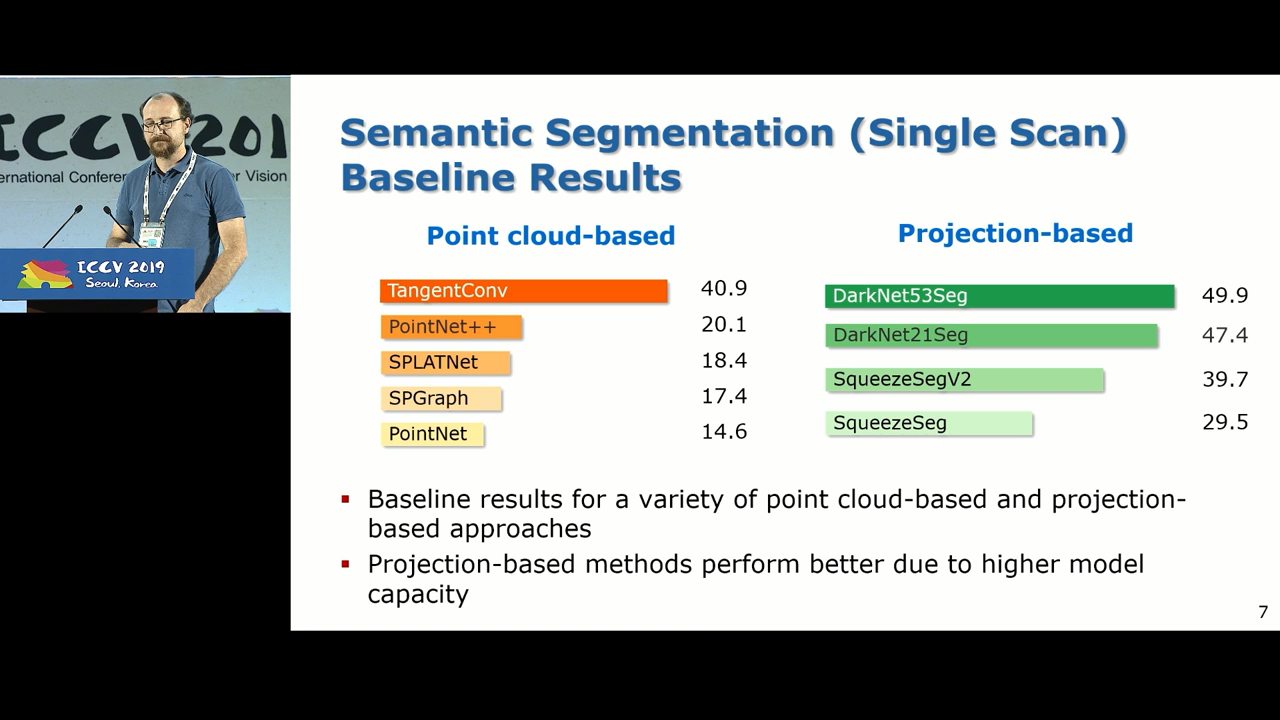 ICCV 2019
ernational Conferen
er Vision
ICCV 2019
Seoul, Korea
Semantic Segmentation (Single Scan)
Baseline Results
Point cloud-based
TangentConv 40.9
PointNet++ 20.1
SPLATNet 18.4
SPGraph 17.4
PointNet 14.6
Projection-based
DarkNet53Seg 49.9
DarkNet21Seg 47.4
SqueezeSegV2 39.7
SqueezeSeg 29.5
▪ Baseline results for a variety of point cloud-based and projection-
based approaches
▪ Projection-based methods perform better due to higher model
capacity
7